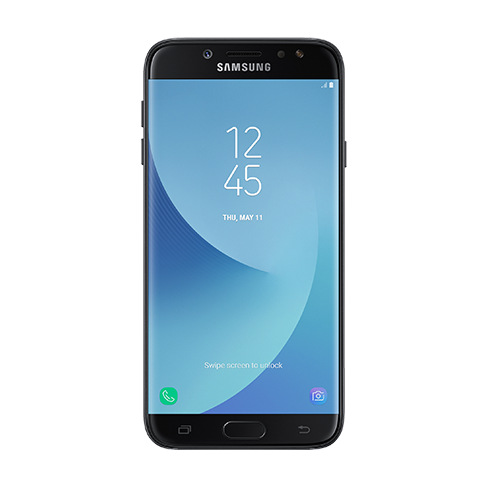 SAMSUNG
12
45
THU, MAY 11
Swipe screen to unlock